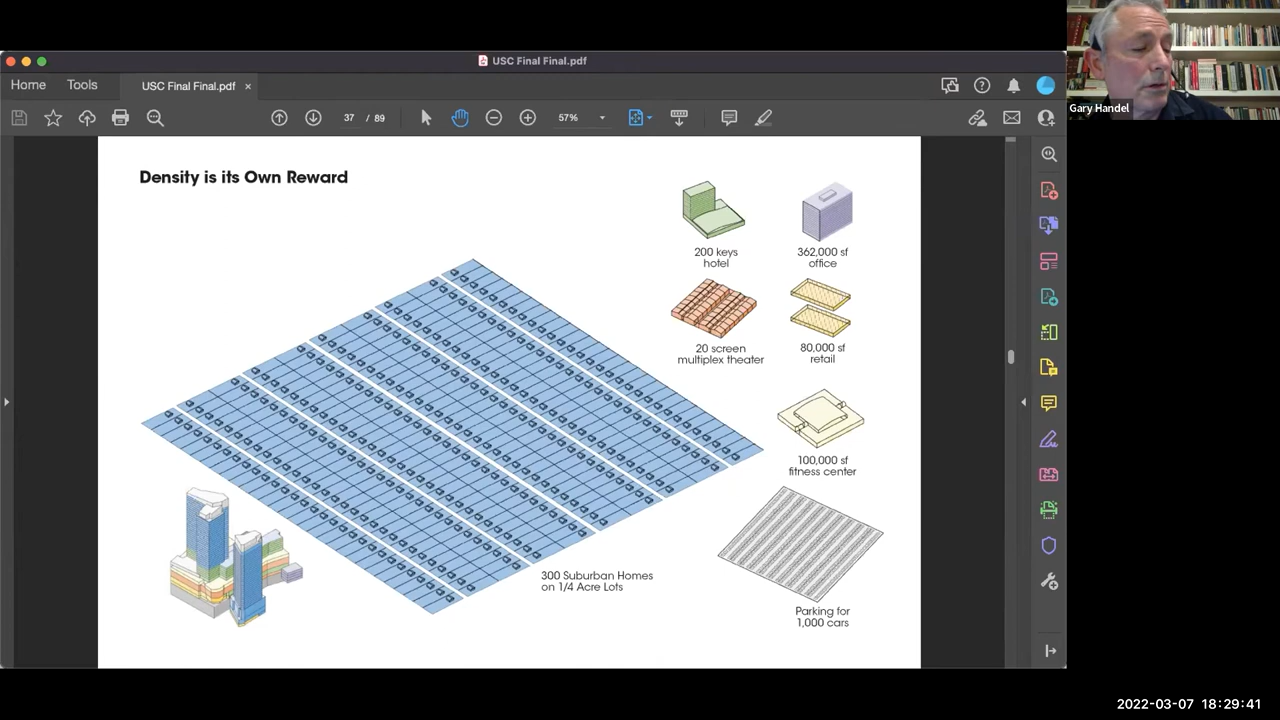 USC Final Final.pdf
Home
Tools
USC Final Final.pdf ×
37 / 89
57%
Gary Handel
Density is its Own Reward
200 keys
hotel
362,000 sf
office
20 screen
multiplex theater
80,000 sf
retail
100,000 sf
fitness center
300 Suburban Homes
on 1/4 Acre Lots
Parking for
1,000 cars
2022-03-07 18:29:41